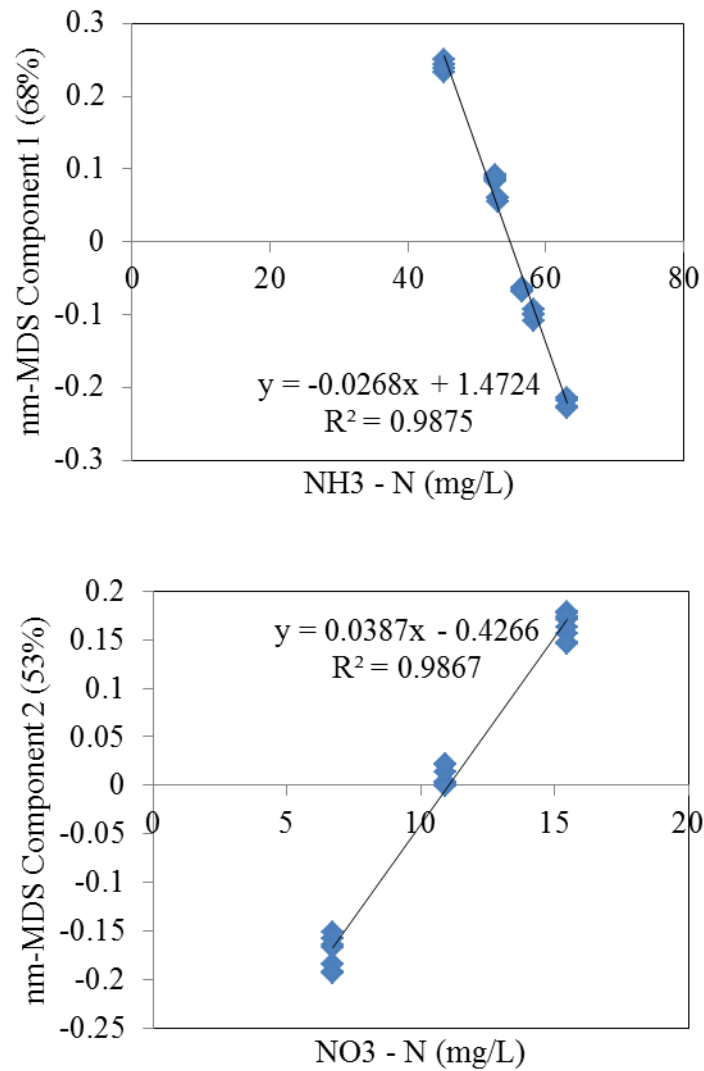 nm-MDS Component 1 (68%)
0.3
0.2
0.1
0
-0.1
-0.2
-0.3
0 20 40 60 80
y = -0.0268x + 1.4724
R² = 0.9875
NH3 - N (mg/L)
nm-MDS Component 2 (53%)
0.2
0.15
0.1
0.05
0
-0.05
-0.1
-0.15
-0.2
-0.25
y = 0.0387x - 0.4266
R² = 0.9867
0 5 10 15 20
NO3 - N (mg/L)